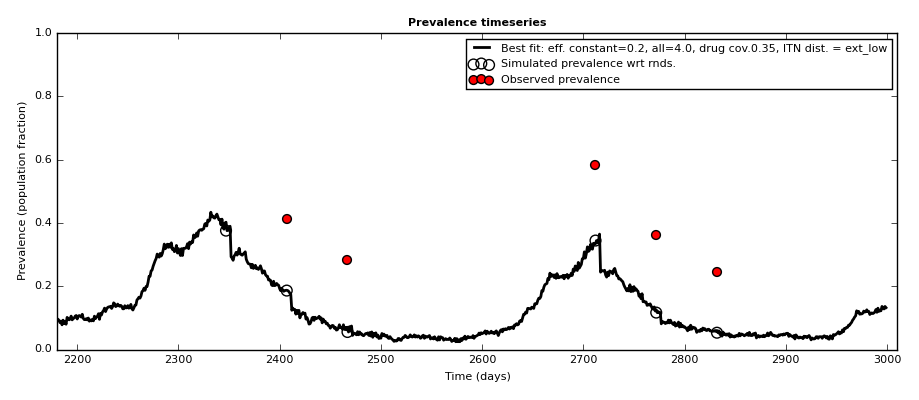 Prevalence timeseries
Best fit: eff. constant=0.2, all=4.0, drug cov.0.35, ITN dist. = ext_low
Simulated prevalence wrt rnds.
Observed prevalence
Prevalence (population fraction)
1.0
0.8
0.6
0.4
0.2
0.0
2200 2300 2400 2500 2600 2700 2800 2900 3000
Time (days)